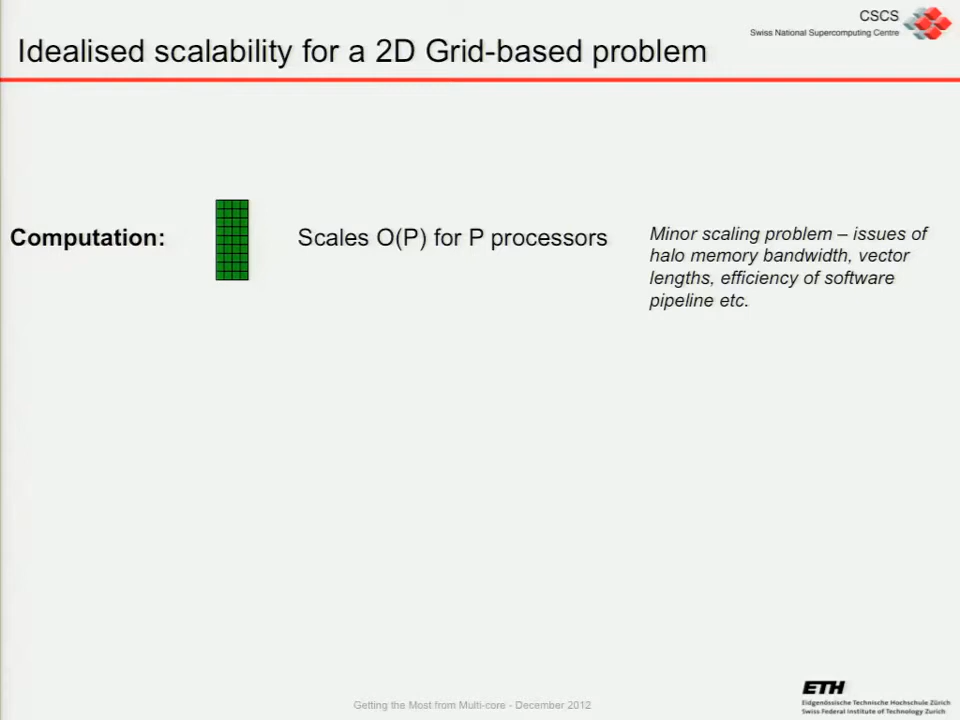 CSCS
Swiss National Supercomputing Centre
Idealised scalability for a 2D Grid-based problem
Computation:
Scales O(P) for P processors
Minor scaling problem – issues of
halo memory bandwidth, vector
lengths, efficiency of software
pipeline etc.
Getting the Most from Multi-core - December 2012
ETH
Eidgenössische Technische Hochschule Zürich
Swiss Federal Institute of Technology Zurich